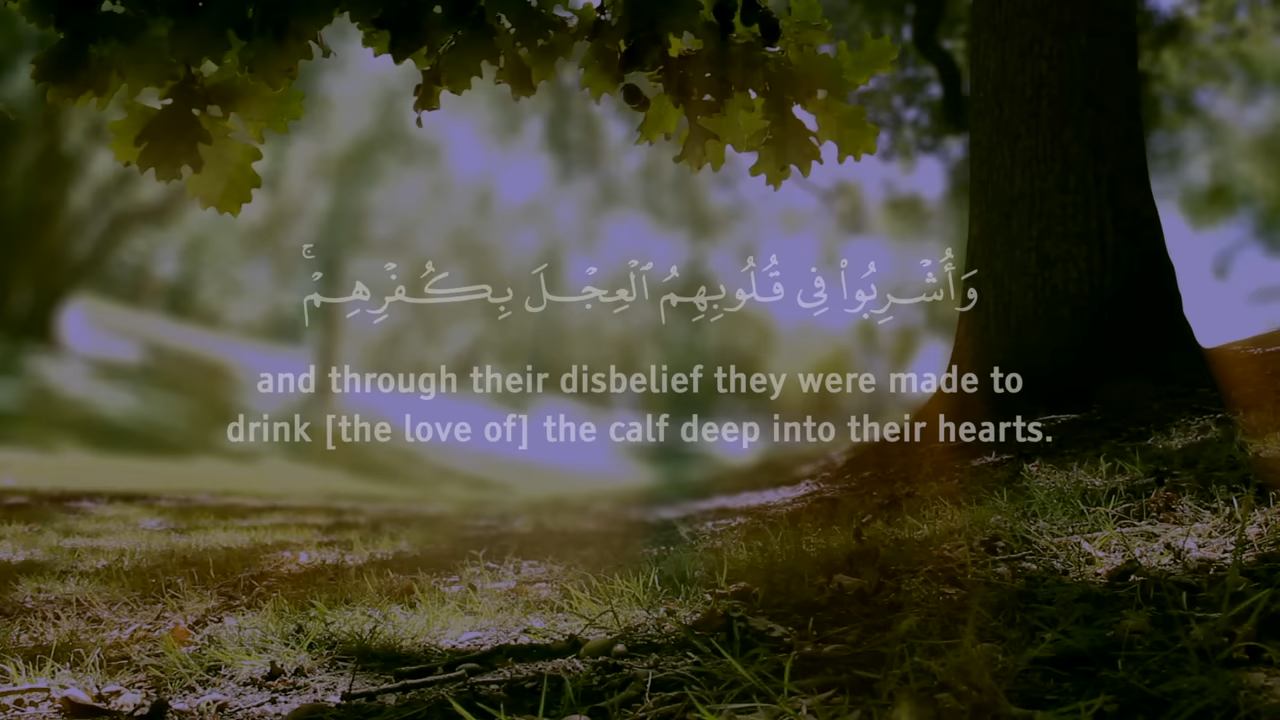 وَأُشْرِبُوا۟ فِى قُلُوبِهِمُ ٱلْعِجْلَ بِكُفْرِهِمْ ۚ
and through their disbelief they were made to
drink [the love of] the calf deep into their hearts.